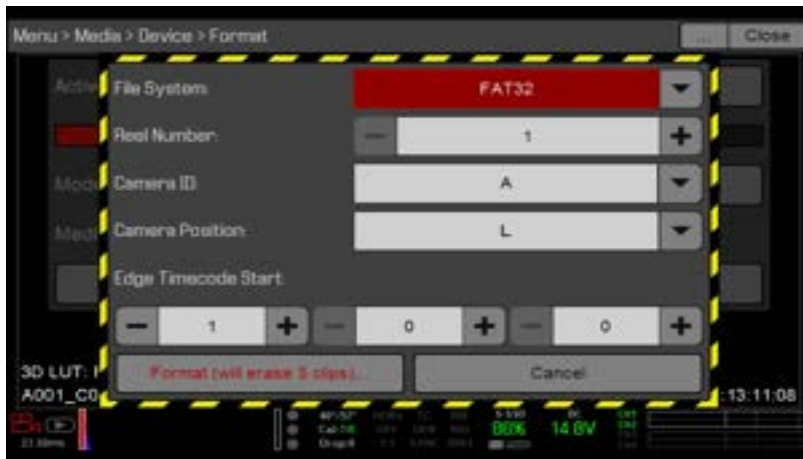 Menu > Media > Device > Format ... Close
File System: FAT32
Reel Number: 1
Camera ID: A
Camera Position: L
Edge Timecode Start:
1 0 0
Format (will erase 5 clips)... Cancel
3D LUT:
A001_C0 :13:11:08
86% 14.8V